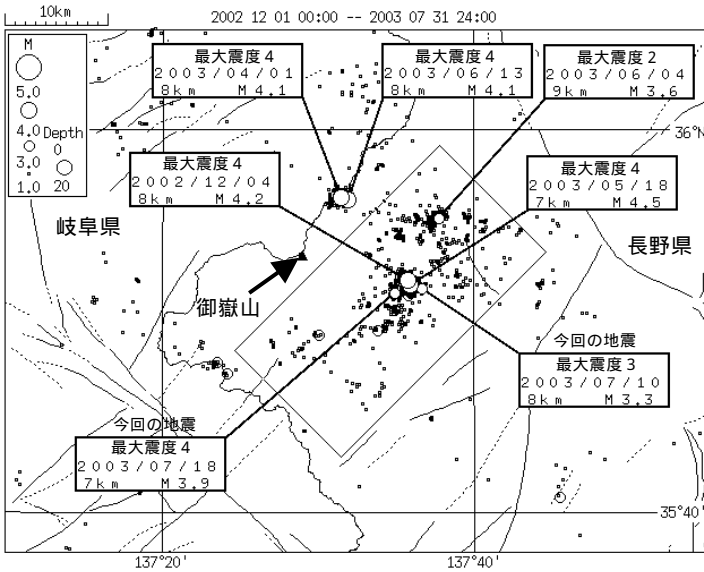 10km
2002 12 01 00:00 -- 2003 07 31 24:00
M
5.0
4.0
3.0
1.0
Depth
0
20
最大震度４
２００３/０４/０１
８ｋｍ Ｍ４.１
最大震度４
２００３/０６/１３
８ｋｍ Ｍ４.１
最大震度２
２００３/０６/０４
９ｋｍ Ｍ３.６
36°N
最大震度４
２００２/１２/０４
８ｋｍ Ｍ４.２
最大震度４
２００３/０５/１８
７ｋｍ Ｍ４.５
岐阜県
長野県
御嶽山
今回の地震
最大震度３
２００３/０７/１０
８ｋｍ Ｍ３.３
今回の地震
最大震度４
２００３/０７/１８
７ｋｍ Ｍ３.９
35°40'
137°20'
137°40'